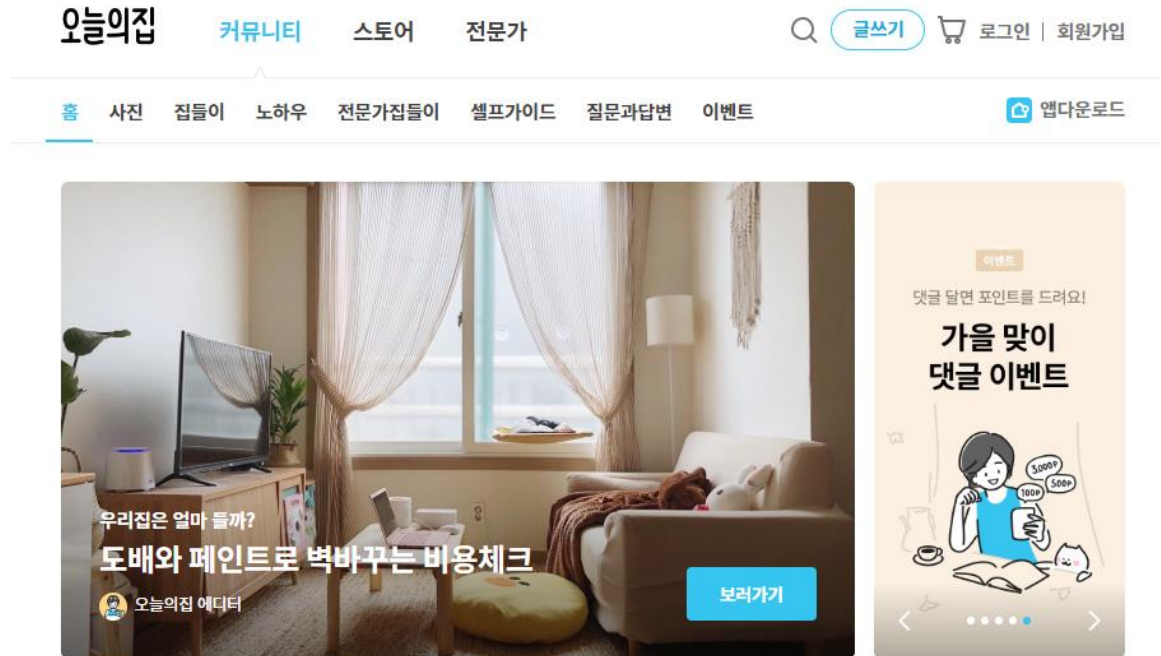 오늘의집 커뮤니티 스토어 전문가 글쓰기 로그인 | 회원가입
홈 사진 집들이 노하우 전문가집들이 셀프가이드 질문과답변 이벤트 앱다운로드
우리집은 얼마 들까?
도배와 페인트로 벽바꾸는 비용체크
오늘의집 에디터
보러가기
이벤트
댓글 달면 포인트를 드려요!
가을 맞이
댓글 이벤트
3,000P
500P
100P